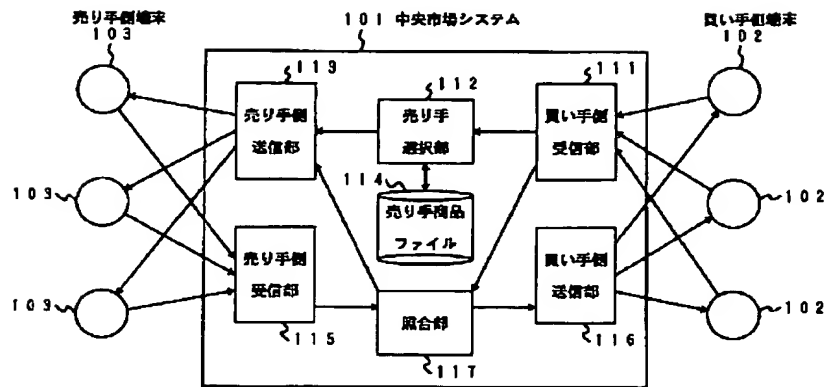 売り手側端末
103
101 中央市場システム
買い手側端末
102
113
売り手側
送信部
112
売り手
選択部
111
買い手側
受信部
114
売り手商品
ファイル
103
102
売り手側
受信部
115
買い手側
送信部
116
照合部
117
103
102